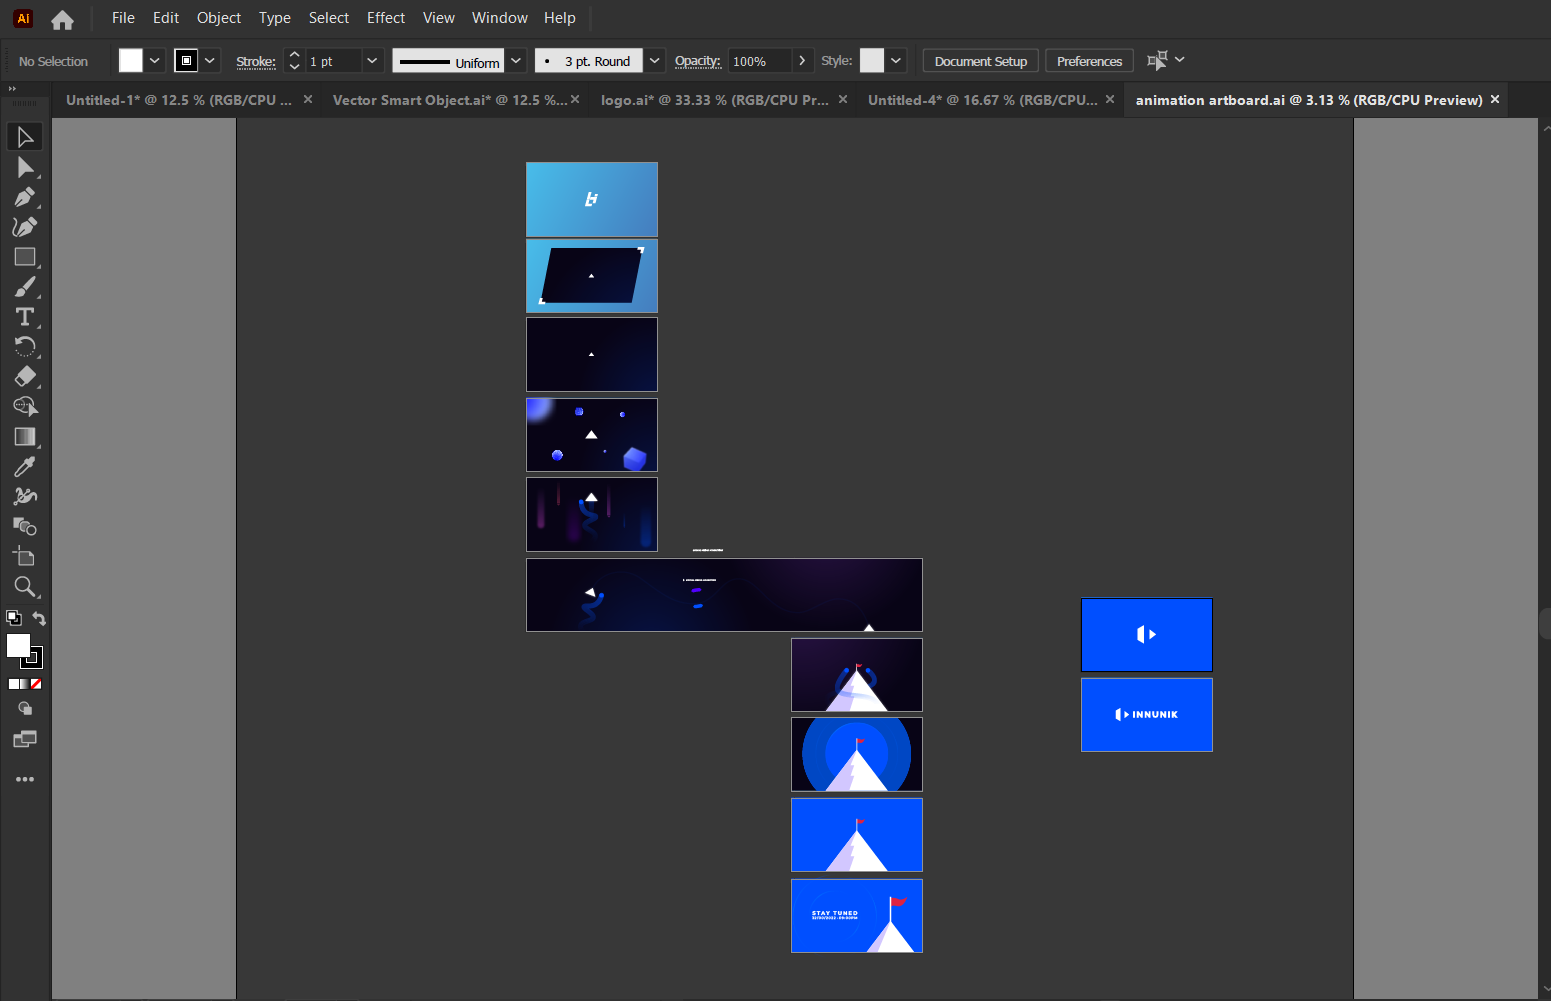 Ai File Edit Object Type Select Effect View Window Help
No Selection Stroke: 1 pt Uniform 3 pt. Round Opacity: 100% Style: Document Setup Preferences
Untitled-1* @ 12.5 % (RGB/CPU ... Vector Smart Object.ai* @ 12.5 %... logo.ai* @ 33.33 % (RGB/CPU Pr... Untitled-4* @ 16.67 % (RGB/CPU... animation artboard.ai @ 3.13 % (RGB/CPU Preview)
INNUNIK
STAY TUNED